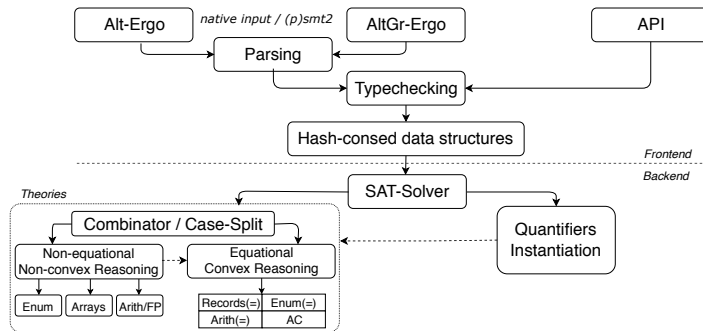 Alt-Ergo
native input / (p)smt2
AltGr-Ergo
API
Parsing
Typechecking
Hash-consed data structures
Frontend
Backend
Theories
SAT-Solver
Combinator / Case-Split
Quantifiers
Instantiation
Non-equational
Non-convex Reasoning
Equational
Convex Reasoning
Enum
Arrays
Arith/FP
Records(=)
Enum(=)
Arith(=)
AC